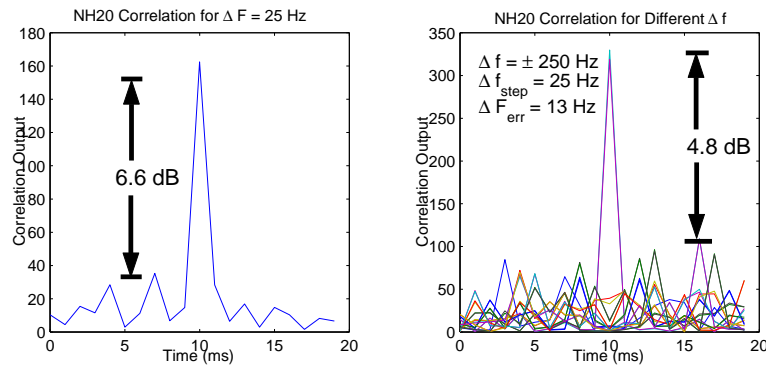 NH20 Correlation for Δ F = 25 Hz
Correlation Output
180
160
140
120
100
80
60
40
20
0
6.6 dB
0 5 10 15 20
Time (ms)
NH20 Correlation for Different Δ f
Correlation Output
350
300
250
200
150
100
50
0
Δ f = ± 250 Hz
Δ f step = 25 Hz
Δ F err = 13 Hz
4.8 dB
0 5 10 15 20
Time (ms)